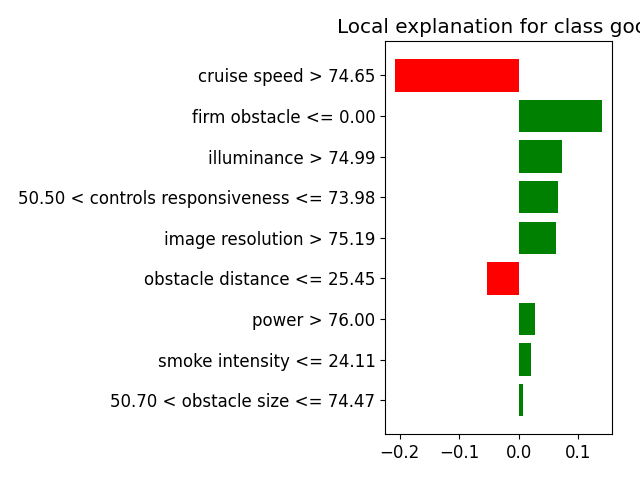 Local explanation for class goo
cruise speed > 74.65
firm obstacle <= 0.00
illuminance > 74.99
50.50 < controls responsiveness <= 73.98
image resolution > 75.19
obstacle distance <= 25.45
power > 76.00
smoke intensity <= 24.11
50.70 < obstacle size <= 74.47
−0.2 −0.1 0.0 0.1